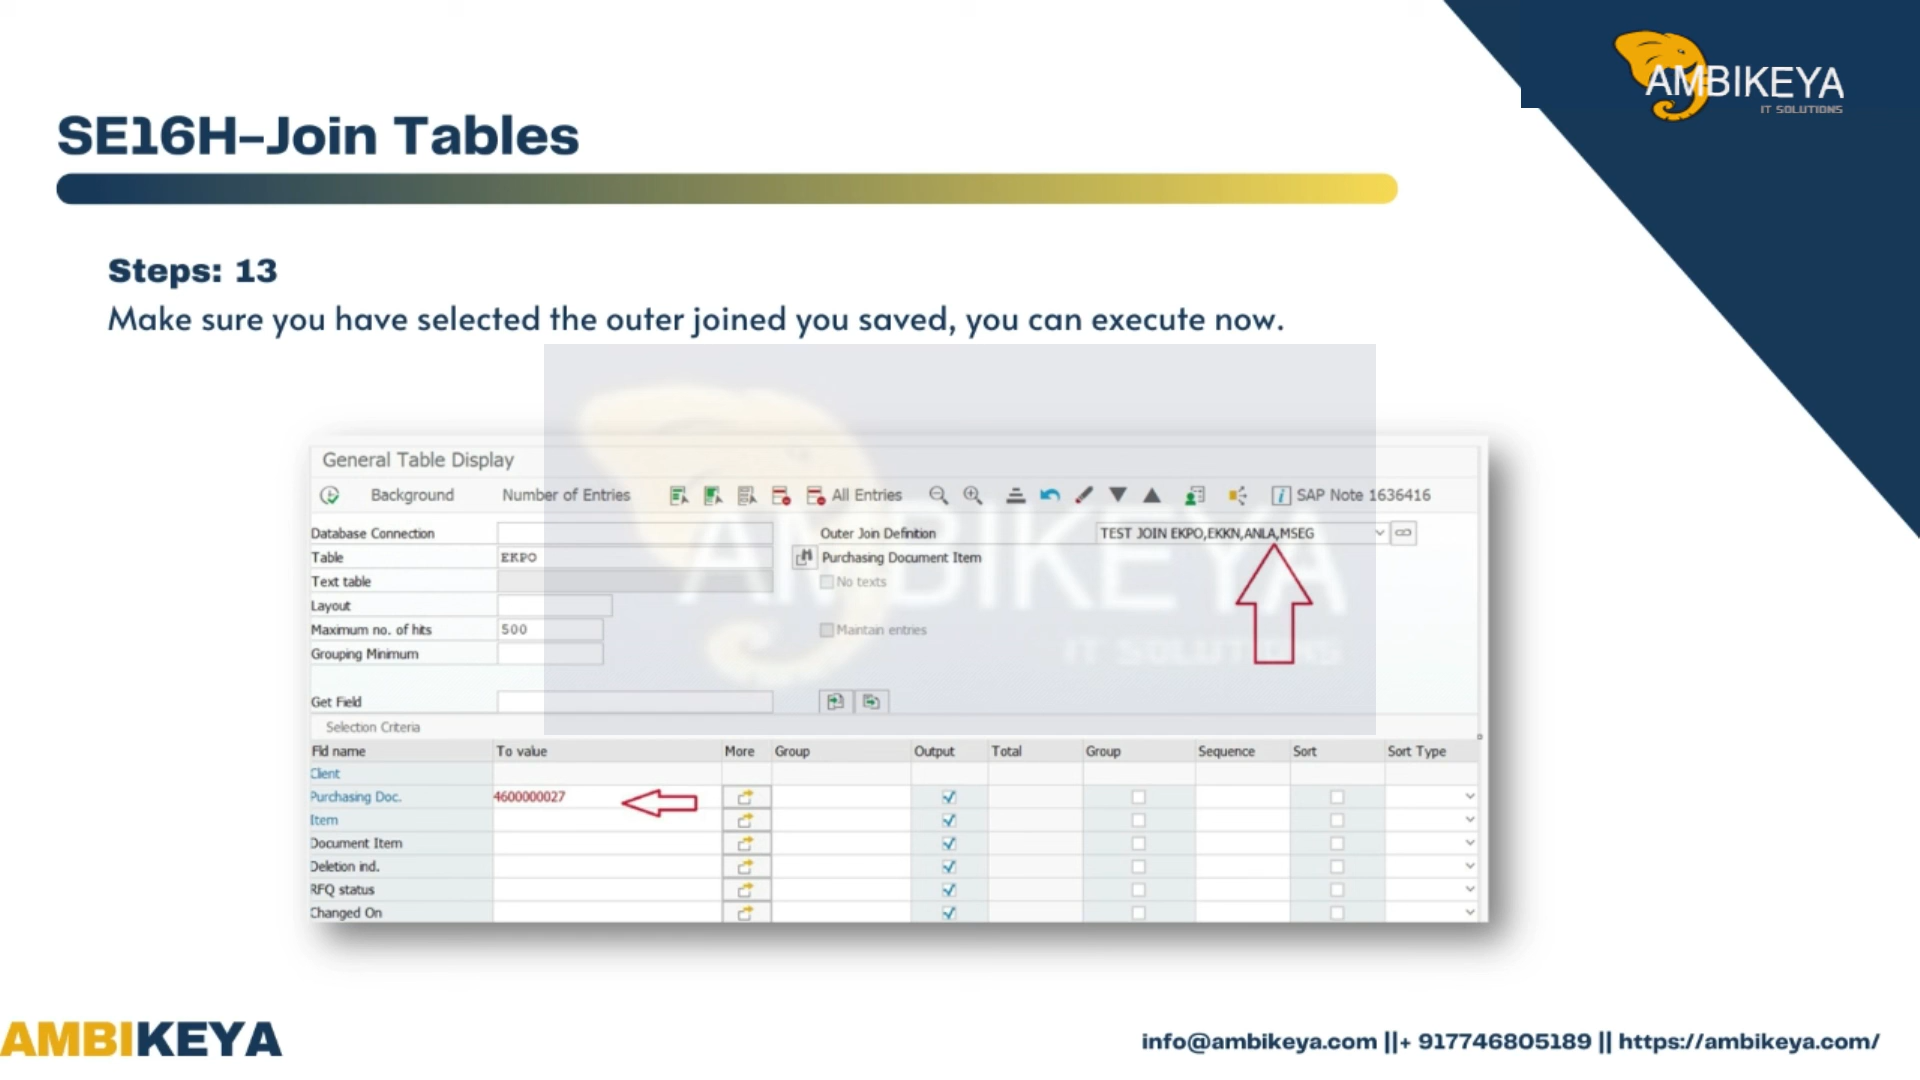 AMBIKEYA
IT SOLUTIONS
SE16H-Join Tables
Steps: 13
Make sure you have selected the outer joined you saved, you can execute now.
General Table Display
Background Number of Entries All Entries SAP Note 1636416
Database Connection Outer Join Definition TEST JOIN EKPO,EKKN,ANLA,MSEG
Table EKPO Purchasing Document Item
Text table No texts
Layout
Maximum no. of hits 500 Maintain entries
Grouping Minimum
Get Field
Selection Criteria
Fld name To value More Group Output Total Group Sequence Sort Sort Type
Client
Purchasing Doc. 4600000027
Item
Document Item
Deletion ind.
RFQ status
Changed On
AMBIKEYA
IT SOLUTIONS
AMBIKEYA
info@ambikeya.com ||+ 917746805189 || https://ambikeya.com/